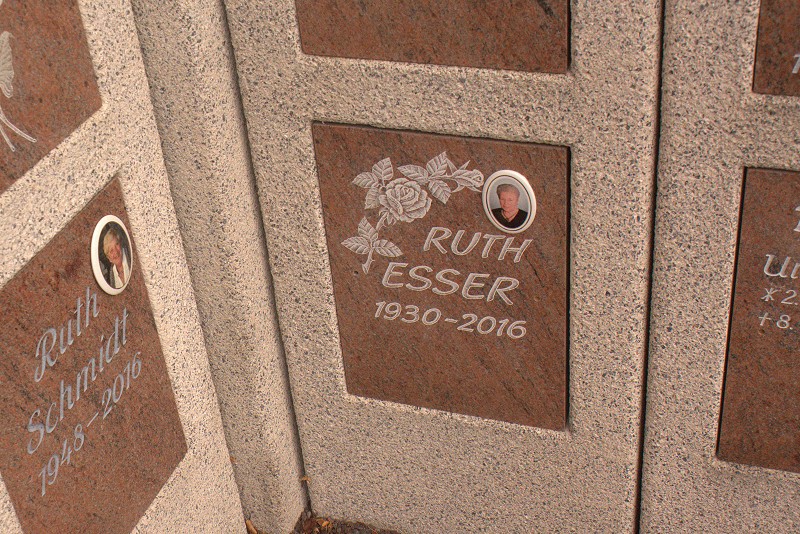 Ruth
Schmidt
1948-2016
RUTH
ESSER
1930-2016